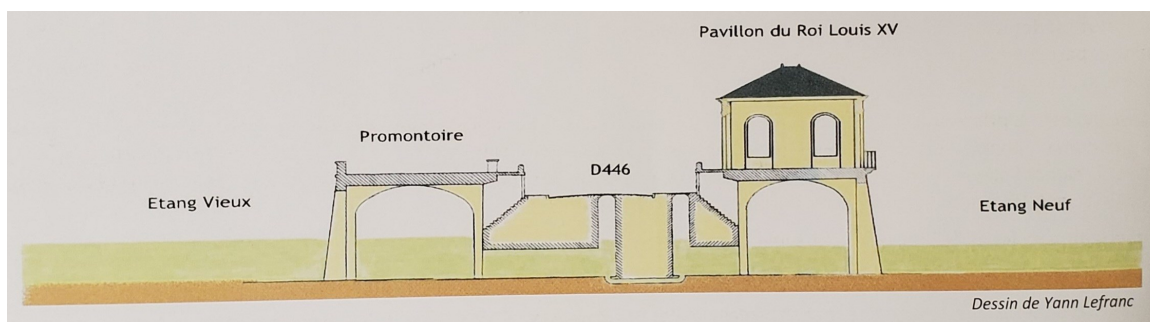 Pavillon du Roi Louis XV
Promontoire
D446
Etang Vieux
Etang Neuf
Dessin de Yann Lefranc